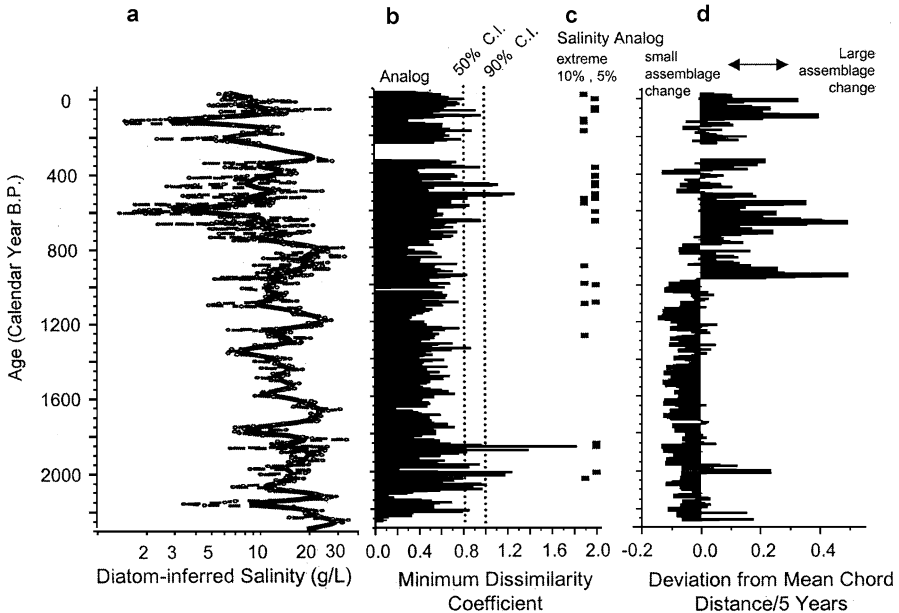 a
b
c
d
50% C.I.
90% C.I.
Salinity Analog
extreme
10% , 5%
Analog
small
assemblage
change
Large
assemblage
change
Age (Calendar Year B.P.)
0
400
800
1200
1600
2000
2 3 5 10 20 30
Diatom-inferred Salinity (g/L)
0.0 0.4 0.8 1.2 1.6 2.0
Minimum Dissimilarity
Coefficient
-0.2 0.0 0.2 0.4
Deviation from Mean Chord
Distance/5 Years